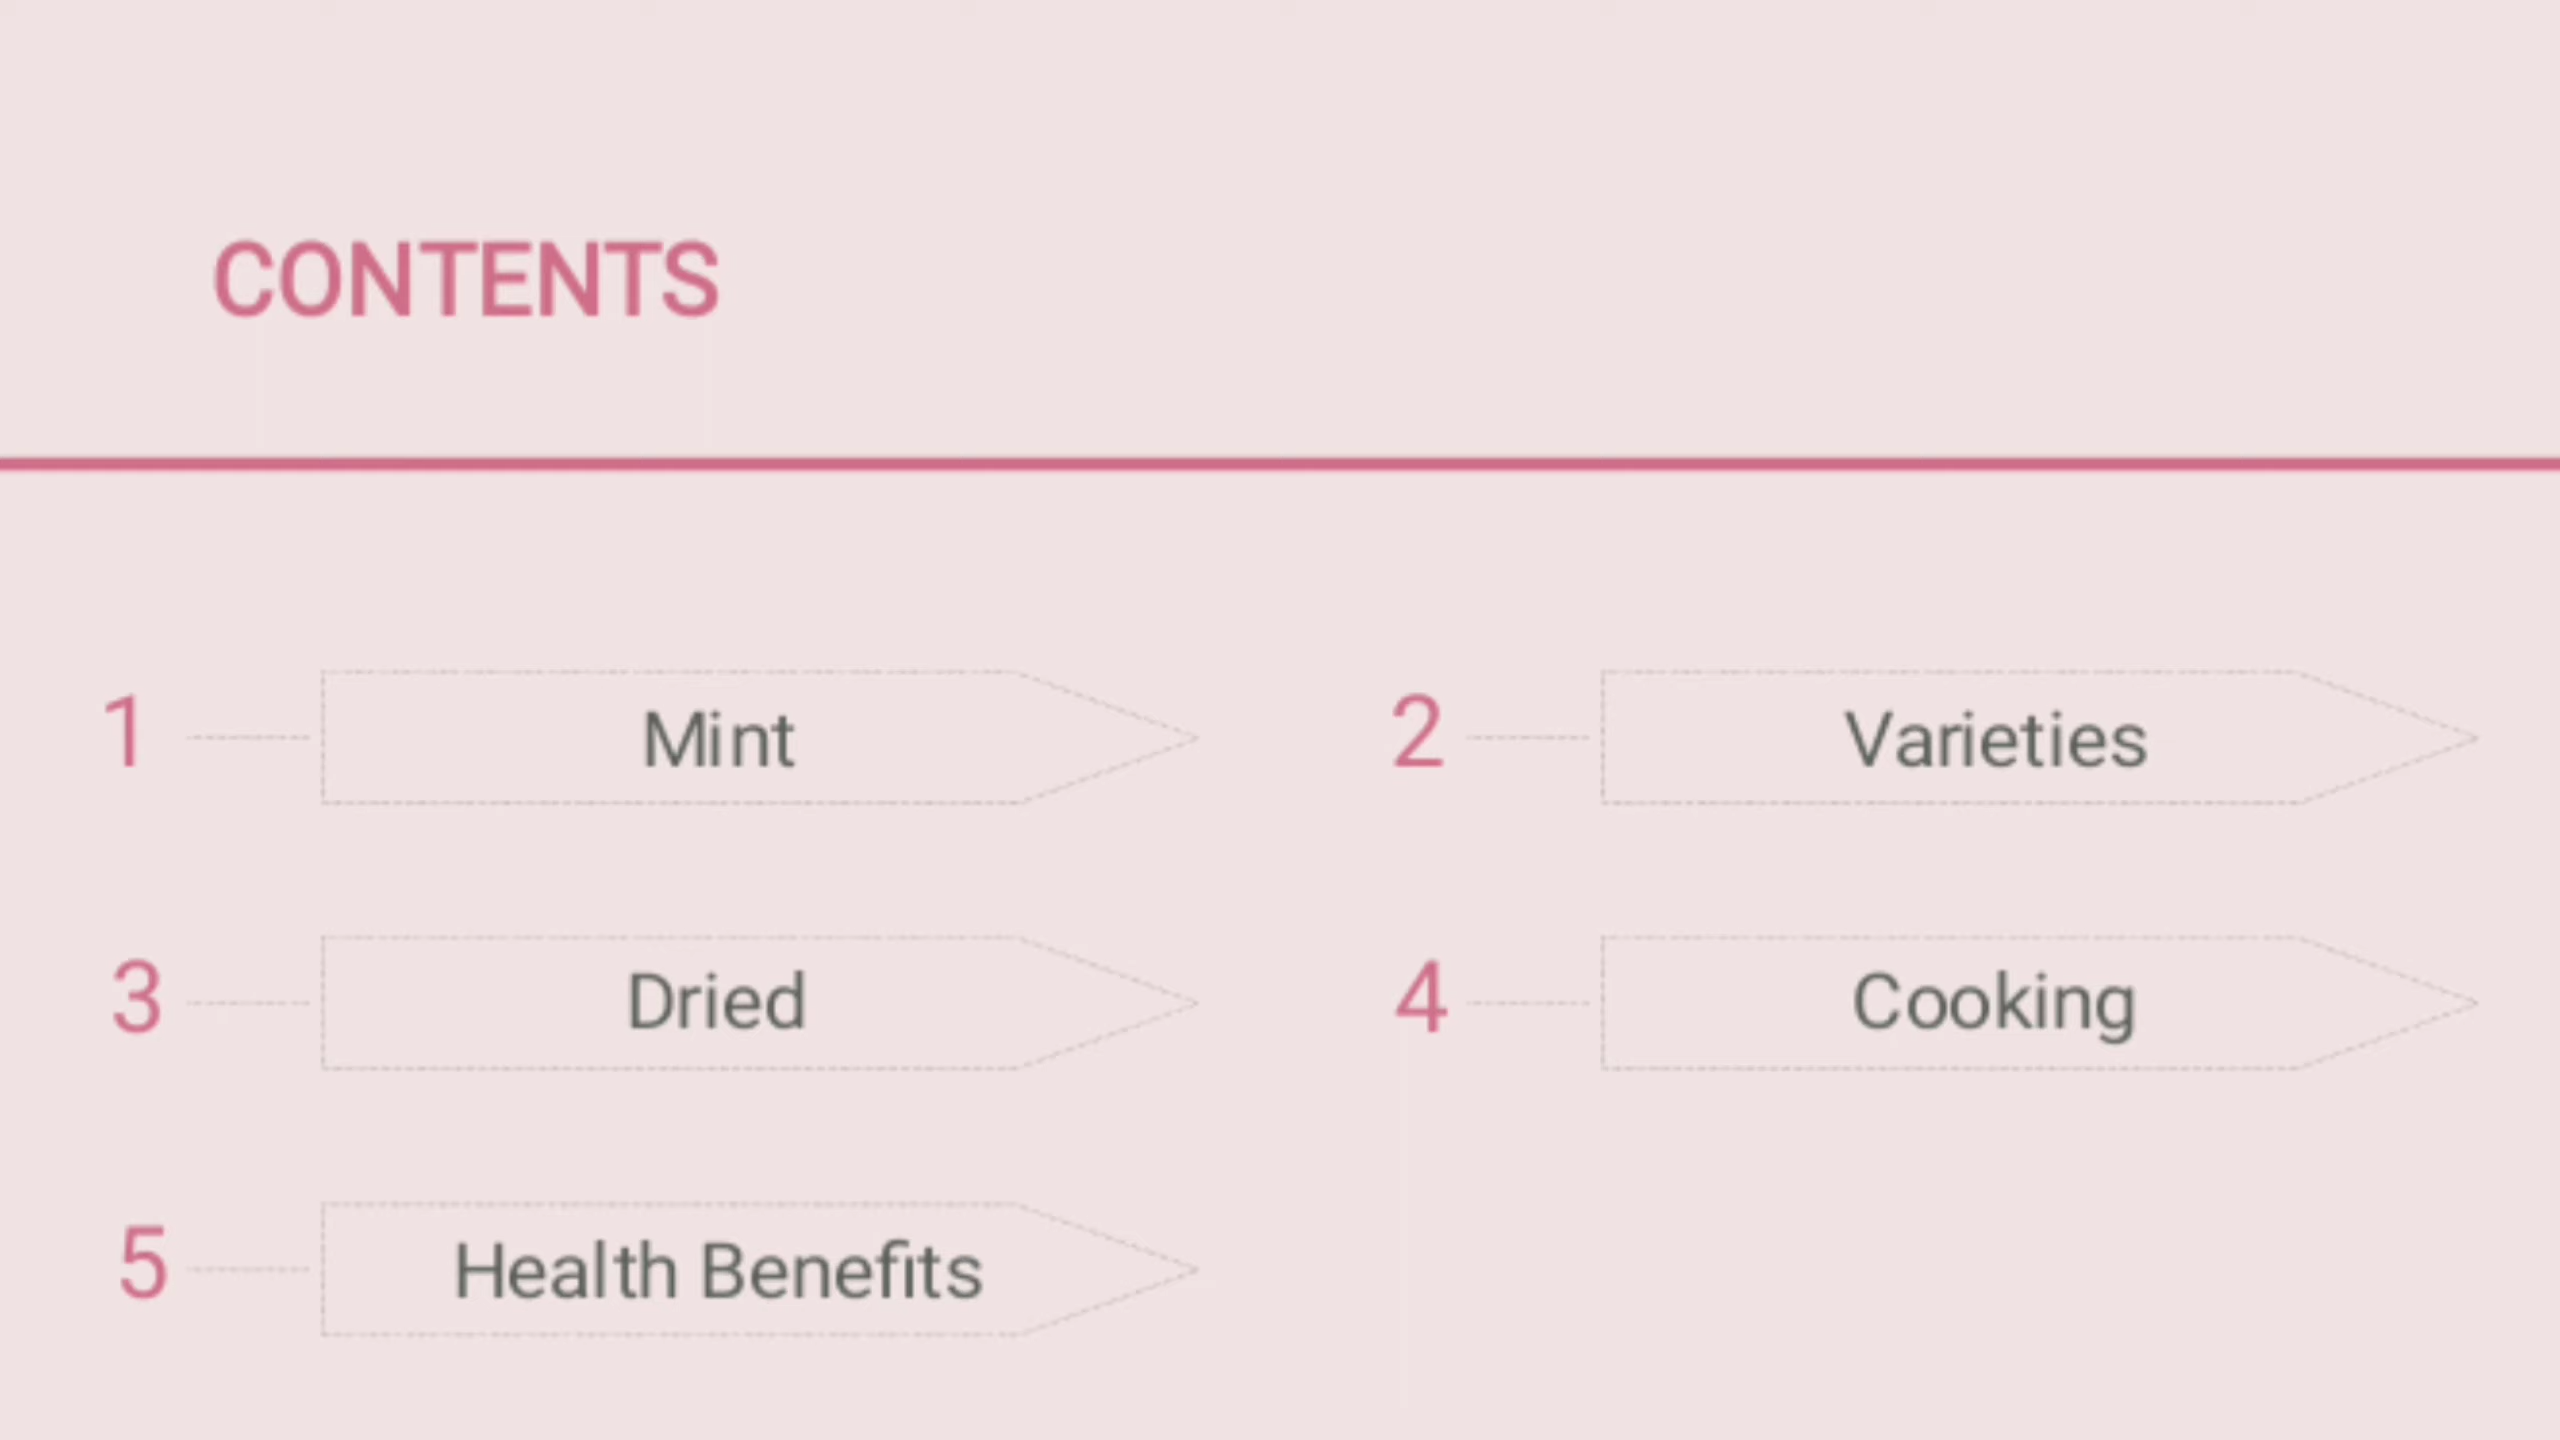 CONTENTS
1 Mint
2 Varieties
3 Dried
4 Cooking
5 Health Benefits